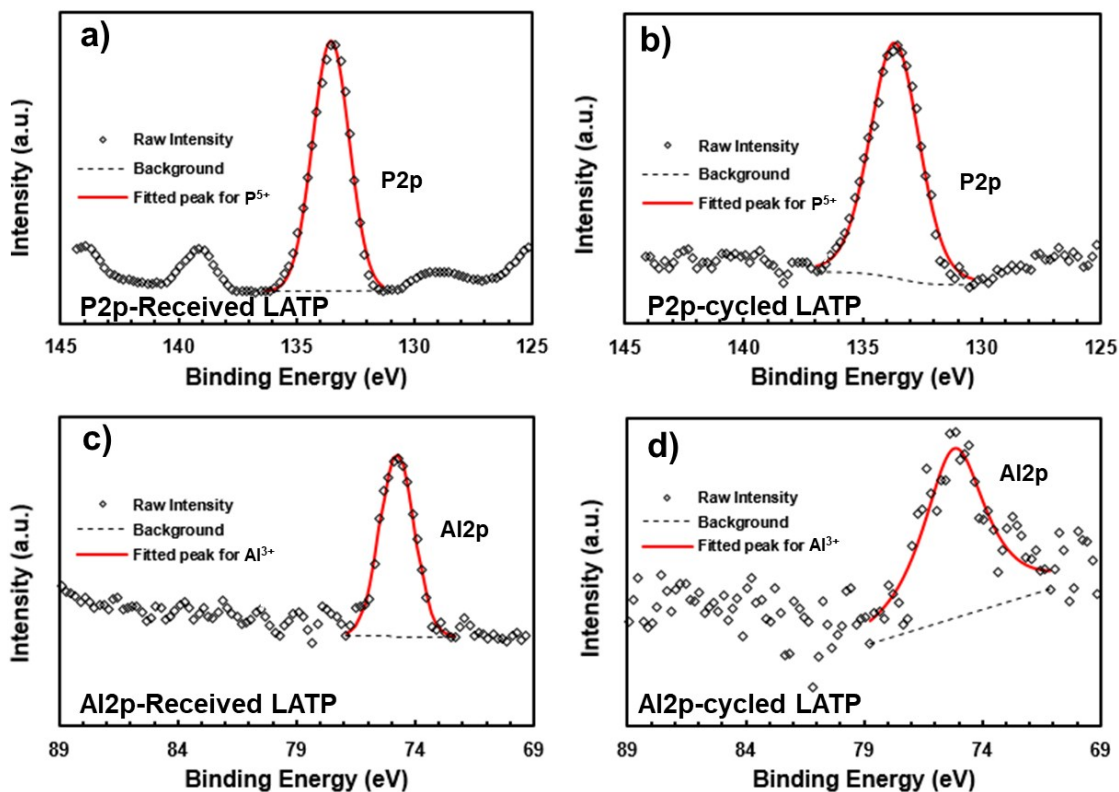 a)
Intensity (a.u.)
Raw Intensity
Background
Fitted peak for P⁵⁺
P2p
P2p-Received LATP
145 140 135 130 125
Binding Energy (eV)
b)
Intensity (a.u.)
Raw Intensity
Background
Fitted peak for P⁵⁺
P2p
P2p-cycled LATP
145 140 135 130 125
Binding Energy (eV)
c)
Intensity (a.u.)
Raw Intensity
Background
Fitted peak for Al³⁺
Al2p
Al2p-Received LATP
89 84 79 74 69
Binding Energy (eV)
d)
Intensity (a.u.)
Raw Intensity
Background
Fitted peak for Al³⁺
Al2p
Al2p-cycled LATP
89 84 79 74 69
Binding Energy (eV)